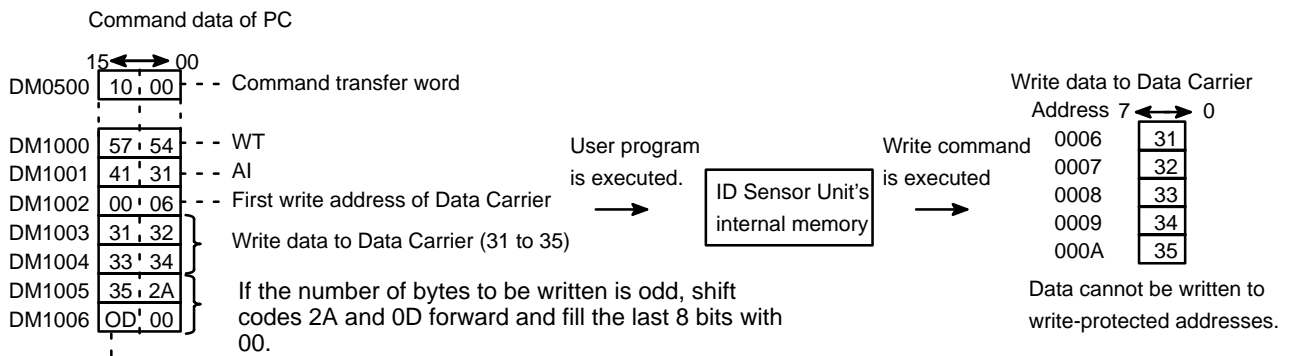 Command data of PC
15 00
DM0500 10 00 Command transfer word
DM1000 57 54 WT
DM1001 41 31 AI
DM1002 00 06 First write address of Data Carrier
DM1003 31 32
Write data to Data Carrier (31 to 35)
DM1004 33 34
DM1005 35 2A
DM1006 OD 00
If the number of bytes to be written is odd, shift
codes 2A and 0D forward and fill the last 8 bits with
00.
User program
is executed.
ID Sensor Unit's
internal memory
Write command
is executed
Write data to Data Carrier
Address 7 0
0006 31
0007 32
0008 33
0009 34
000A 35
Data cannot be written to
write-protected addresses.